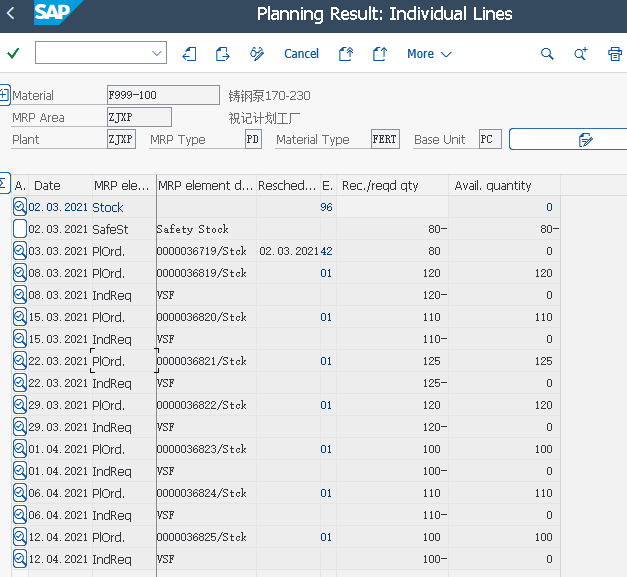 SAP Planning Result: Individual Lines
Cancel More
Material F999-100 铸钢泵170-230
MRP Area ZJXP 祝记计划工厂
Plant ZJXP MRP Type PD Material Type FERT Base Unit PC
A. Date MRP ele... MRP element d... Resched... E. Rec./reqd qty Avail. quantity
02.03.2021 Stock 96 0
02.03.2021 SafeSt Safety Stock 80- 80-
03.03.2021 PlOrd. 0000036719/Stck 02.03.2021 42 80 0
08.03.2021 PlOrd. 0000036819/Stck 01 120 120
08.03.2021 IndReq VSF 120- 0
15.03.2021 PlOrd. 0000036820/Stck 01 110 110
15.03.2021 IndReq VSF 110- 0
22.03.2021 PlOrd. 0000036821/Stck 01 125 125
22.03.2021 IndReq VSF 125- 0
29.03.2021 PlOrd. 0000036822/Stck 01 120 120
29.03.2021 IndReq VSF 120- 0
01.04.2021 PlOrd. 0000036823/Stck 01 100 100
01.04.2021 IndReq VSF 100- 0
06.04.2021 PlOrd. 0000036824/Stck 01 110 110
06.04.2021 IndReq VSF 110- 0
12.04.2021 PlOrd. 0000036825/Stck 01 100 100
12.04.2021 IndReq VSF 100- 0